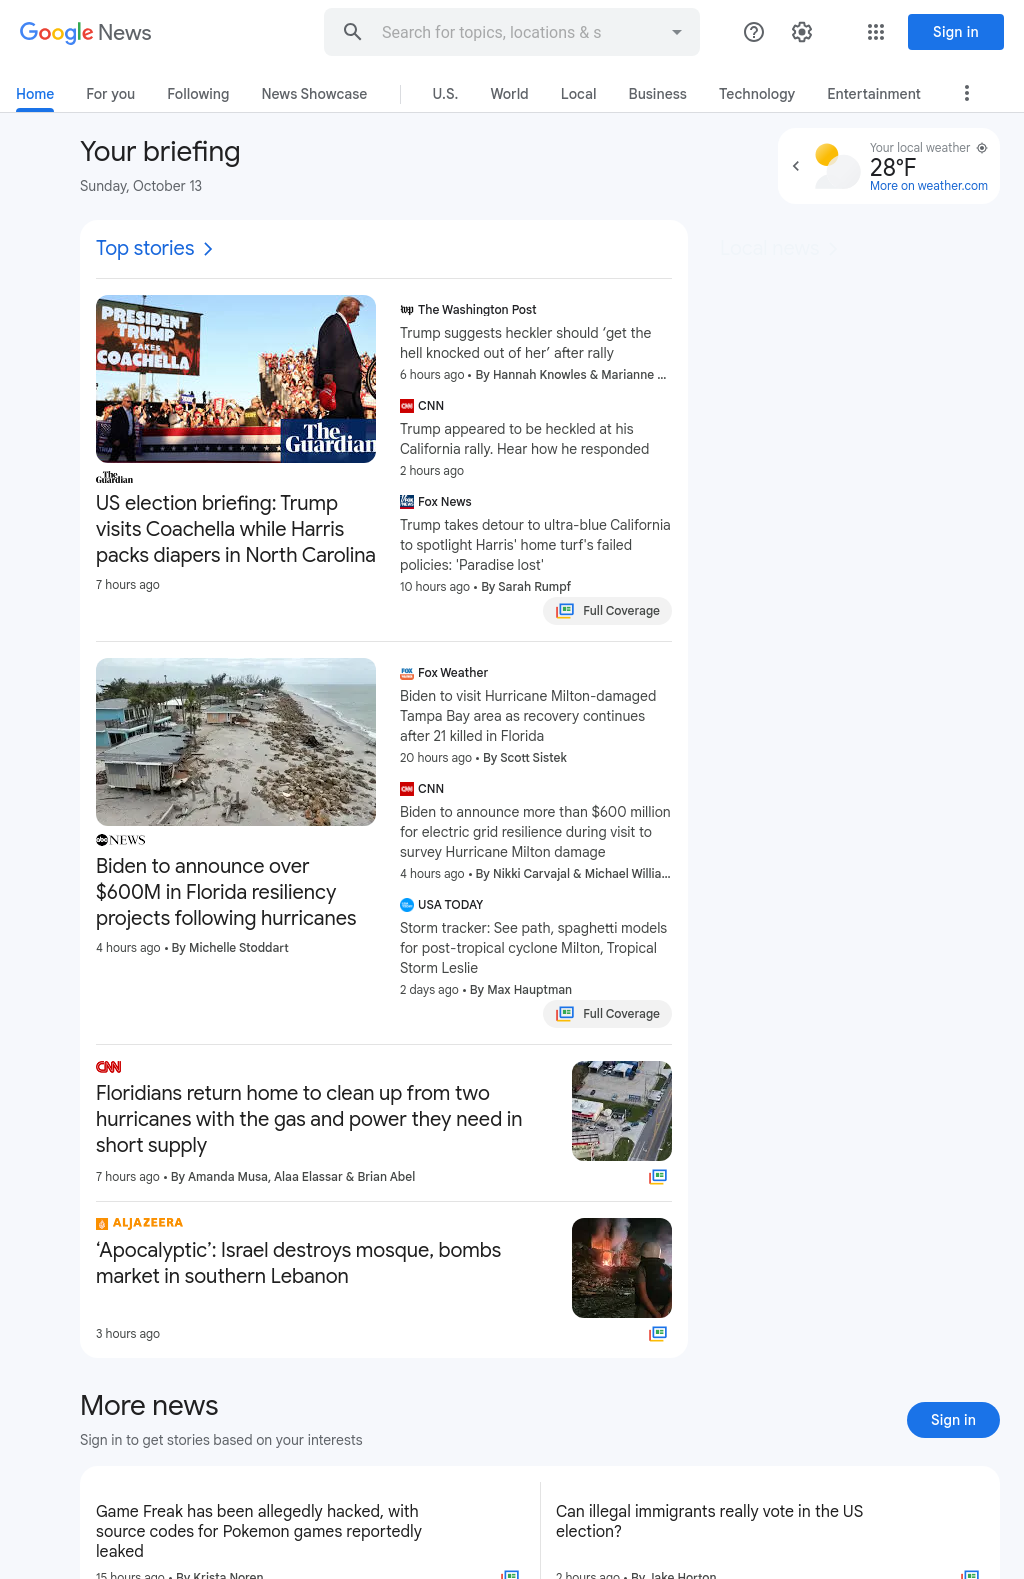 Google News
Search for topics, locations & s
Sign in
Home
For you
Following
News Showcase
U.S.
World
Local
Business
Technology
Entertainment
Your briefing
Sunday, October 13
Your local weather
28°F
More on weather.com
Top stories
Local news
PRESIDENT
TRUMP
TAKES
COACHELLA
The
Guardian
The
Guardian
US election briefing: Trump
visits Coachella while Harris
packs diapers in North Carolina
7 hours ago
wp The Washington Post
Trump suggests heckler should ‘get the
hell knocked out of her’ after rally
6 hours ago • By Hannah Knowles & Marianne ...
CNN CNN
Trump appeared to be heckled at his
California rally. Hear how he responded
2 hours ago
Fox News
Trump takes detour to ultra-blue California
to spotlight Harris' home turf's failed
policies: 'Paradise lost'
10 hours ago • By Sarah Rumpf
Full Coverage
abc NEWS
Biden to announce over
$600M in Florida resiliency
projects following hurricanes
4 hours ago • By Michelle Stoddart
Fox Weather
Biden to visit Hurricane Milton-damaged
Tampa Bay area as recovery continues
after 21 killed in Florida
20 hours ago • By Scott Sistek
CNN CNN
Biden to announce more than $600 million
for electric grid resilience during visit to
survey Hurricane Milton damage
4 hours ago • By Nikki Carvajal & Michael Willia...
USA TODAY
Storm tracker: See path, spaghetti models
for post-tropical cyclone Milton, Tropical
Storm Leslie
2 days ago • By Max Hauptman
Full Coverage
CNN
Floridians return home to clean up from two
hurricanes with the gas and power they need in
short supply
7 hours ago • By Amanda Musa, Alaa Elassar & Brian Abel
ALJAZEERA
‘Apocalyptic’: Israel destroys mosque, bombs
market in southern Lebanon
3 hours ago
More news
Sign in to get stories based on your interests
Sign in
Game Freak has been allegedly hacked, with
source codes for Pokemon games reportedly
leaked
15 hours ago • By Krista Noren
Can illegal immigrants really vote in the US
election?
2 hours ago • By Jake Horton